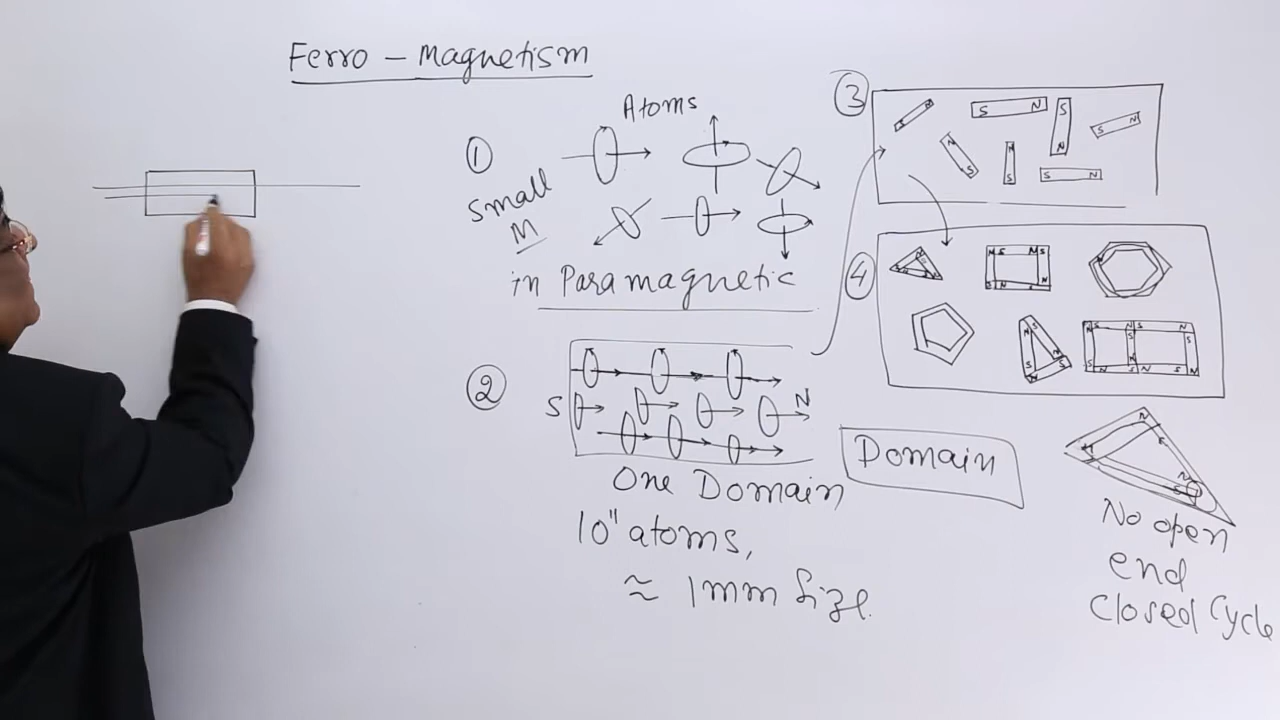 Ferro - Magnetism
Atoms
①
Small
M
in Paramagnetic
②
S
N
One Domain
10" atoms,
≈ 1mm Size.
③
S N
S N
S N
N S
N S
S N
④
Domain
N
N
S
No open
end
Closed Cycle